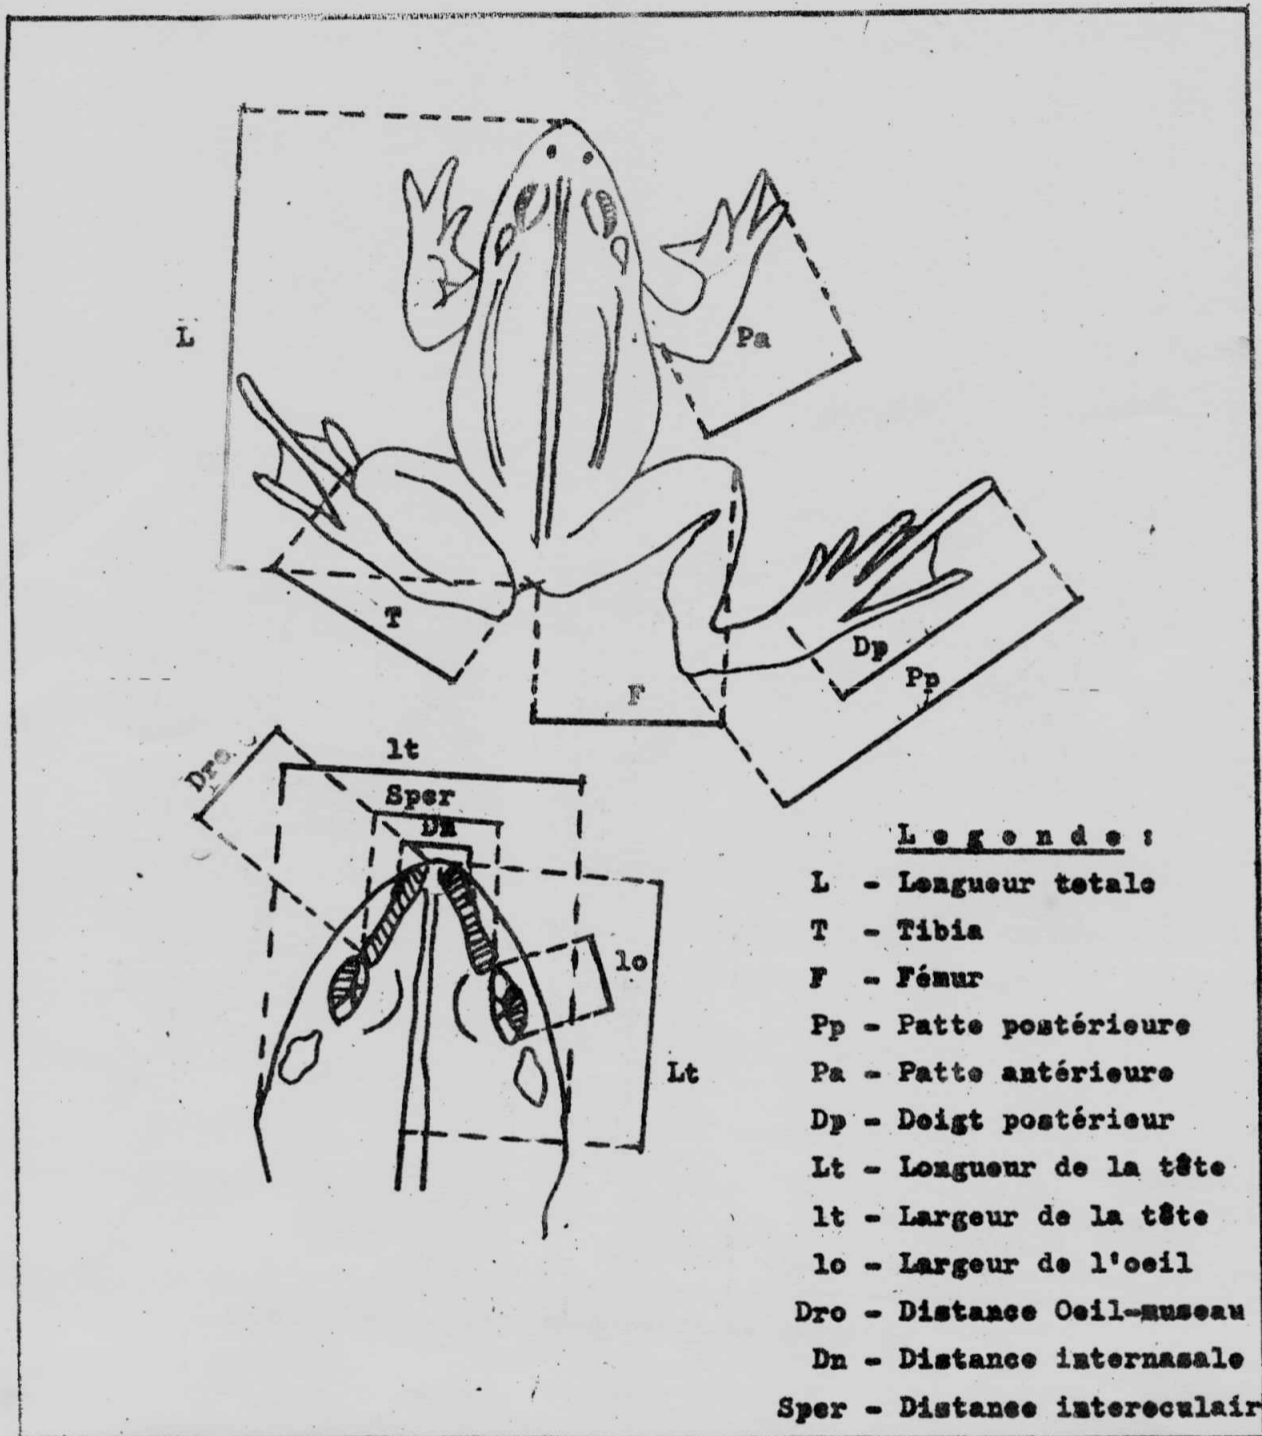 L
Pa
T
F
Dp
Pp
Dro
lt
Sper
Dn
lo
Lt
Legende :
L - Longueur totale
T - Tibia
F - Fémur
Pp - Patte postérieure
Pa - Patte antérieure
Dp - Doigt postérieur
Lt - Longueur de la tête
lt - Largeur de la tête
lo - Largeur de l'oeil
Dro - Distance Oeil-museau
Dn - Distance internasale
Sper - Distance interoculair